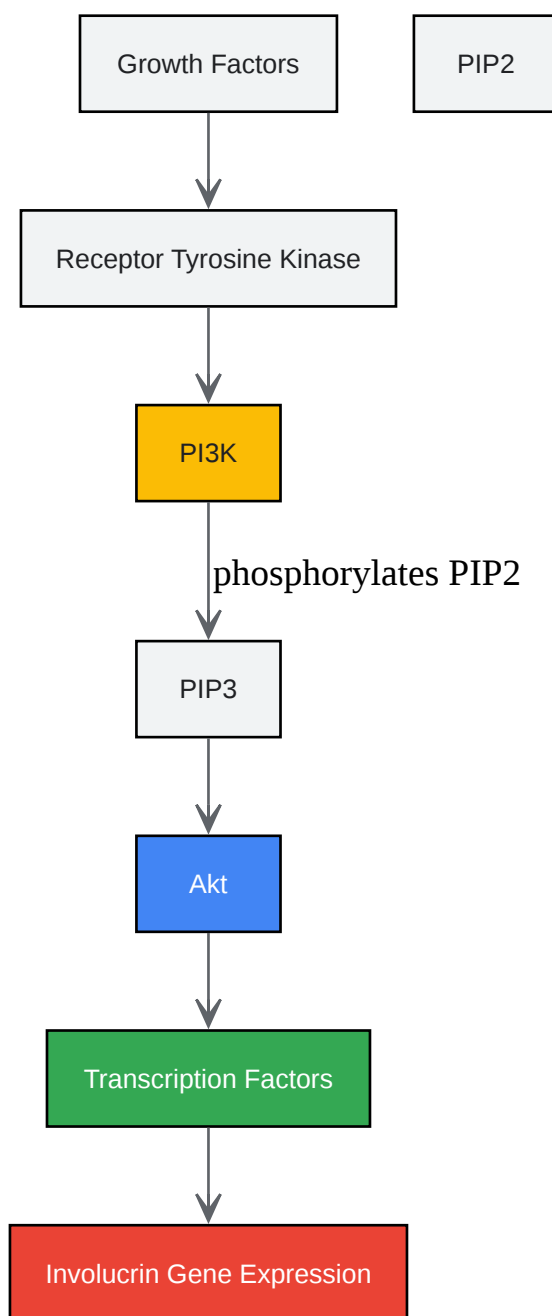 Growth Factors
PIP2
Receptor Tyrosine Kinase
PI3K
phosphorylates PIP2
PIP3
Akt
Transcription Factors
Involucrin Gene Expression